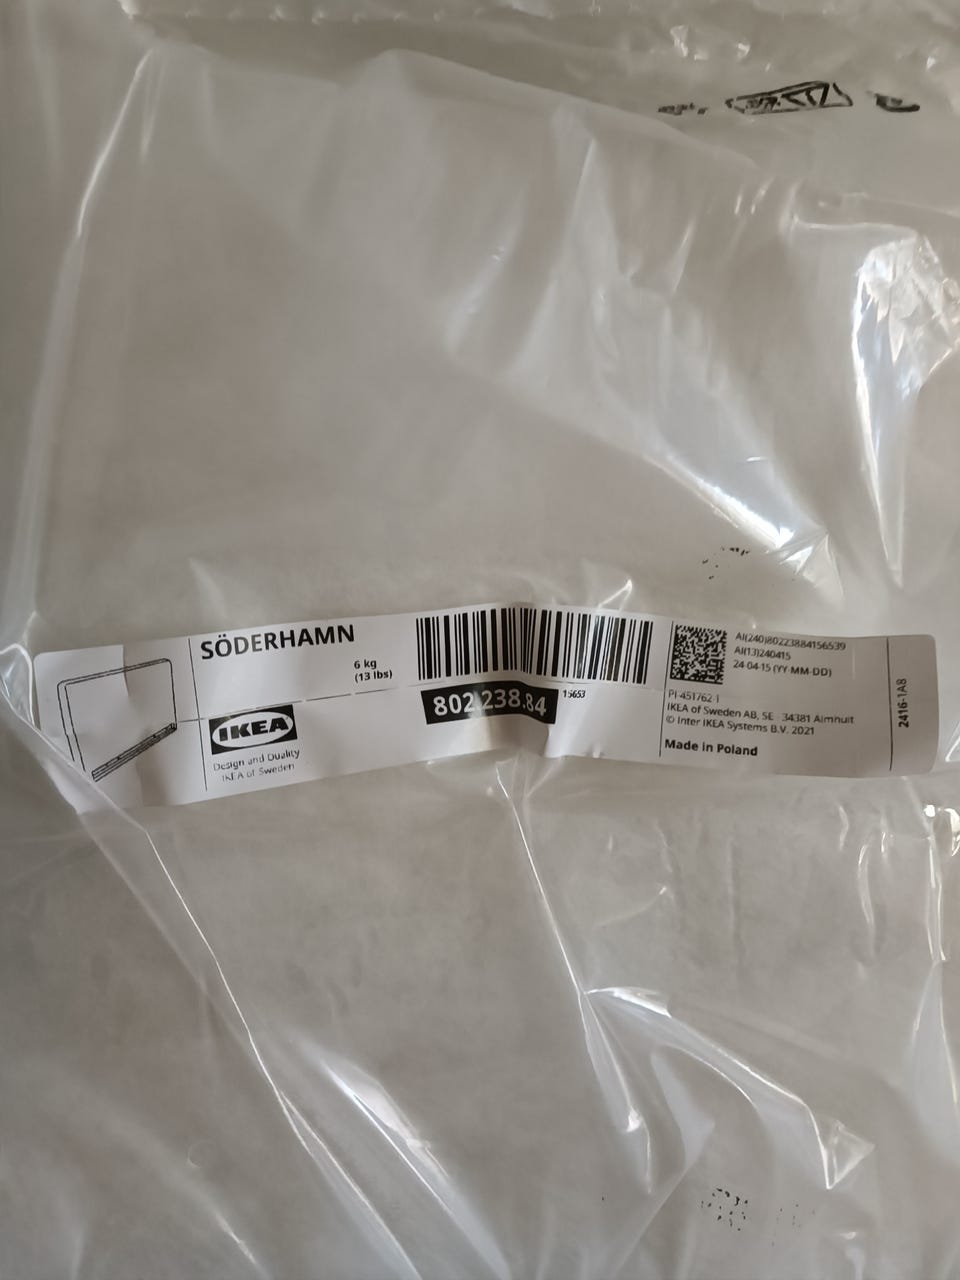 SÖDERHAMN
6 kg
(13 lbs)
IKEA
Design and Quality
IKEA of Sweden
802.238.84
15653
AI(240)80223884156539
AI(13)240415
24-04-15 (YY-MM-DD)
PI-451762-1
IKEA of Sweden AB, SE - 34381 Älmhult
© Inter IKEA Systems B.V. 2021
Made in Poland
2416-1A8